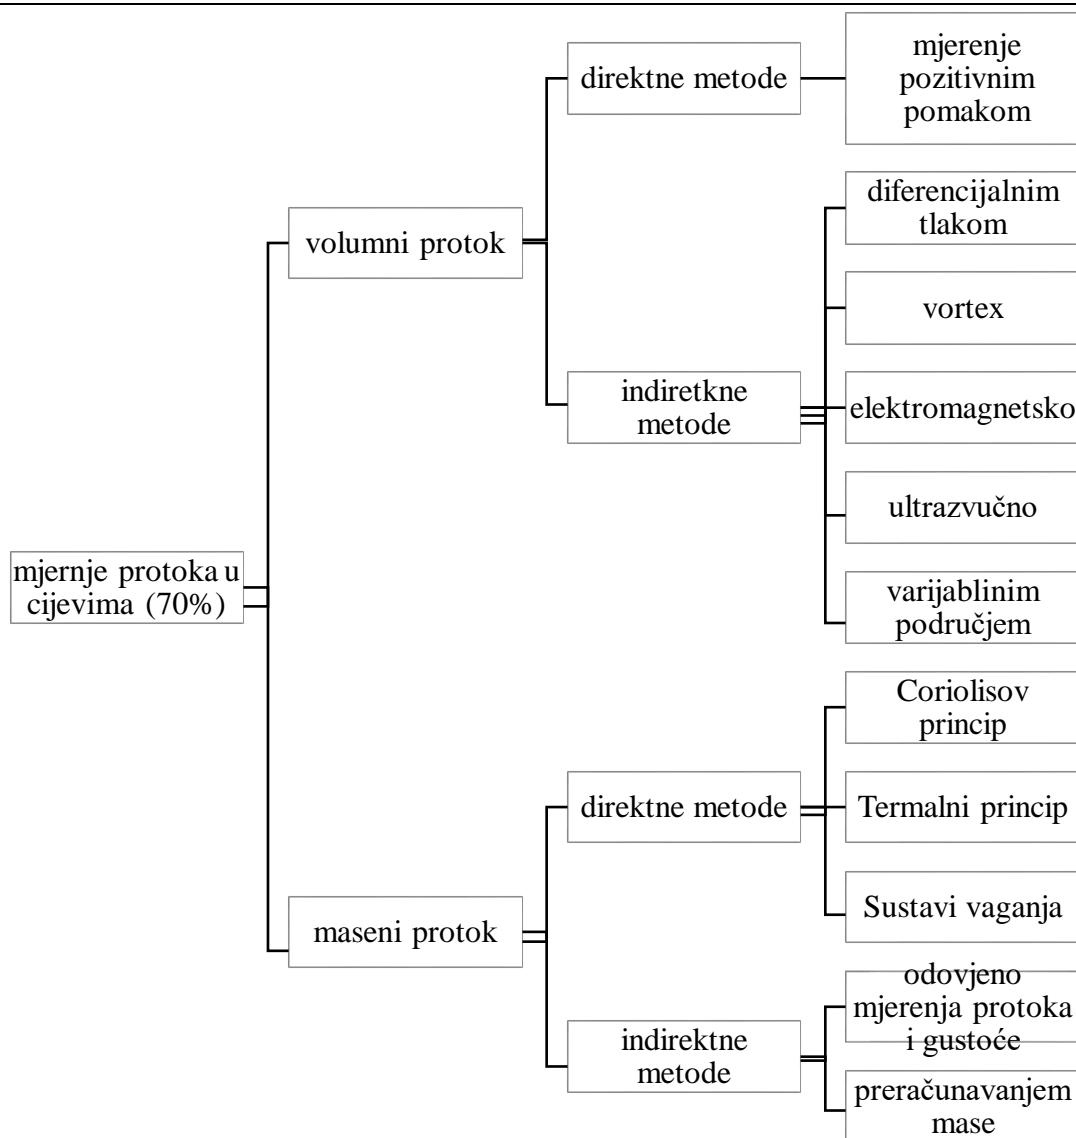 mjerenje
pozitivnim
pomakom
direktne metode
diferencijalnim
tlakom
volumni protok
vortex
indiretkne
metode
elektromagnetsko
ultrazvučno
mjernje protoka u
cijevima (70%)
varijablinim
područjem
Coriolisov
princip
direktne metode
Termalni princip
Sustavi vaganja
maseni protok
odovjeno
mjerenja protoka
i gustoće
indirektne
metode
preračunavanjem
mase